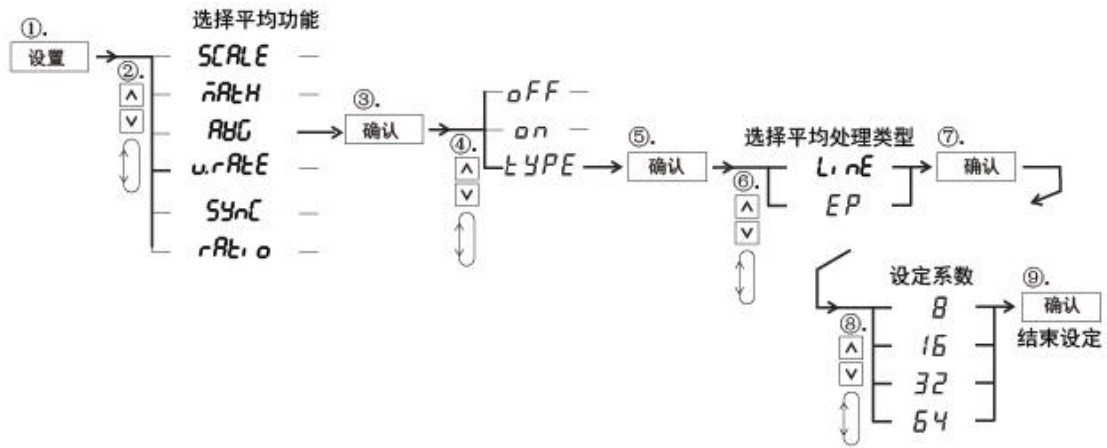 选择平均功能
①.
设置
②.
∧
∨
SCALE
MAtH
AVG
u.rAtE
SYnC
rAtio
③.
确认
④.
∧
∨
oFF
on
tYPE
⑤.
确认
选择平均处理类型
⑥.
∧
∨
LinE
EP
⑦.
确认
设定系数
⑧.
∧
∨
8
16
32
64
⑨.
确认
结束设定